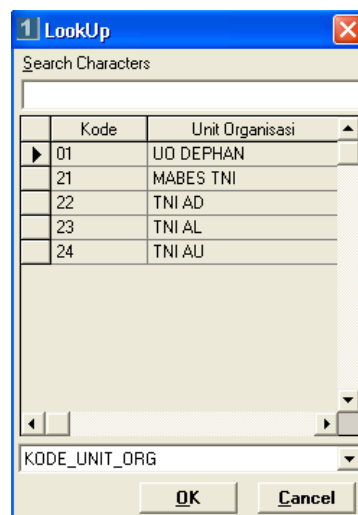 1 LookUp
Search Characters
Kode Unit Organisasi
01 UO DEPHAN
21 MABES TNI
22 TNI AD
23 TNI AL
24 TNI AU
KODE_UNIT_ORG
OK Cancel